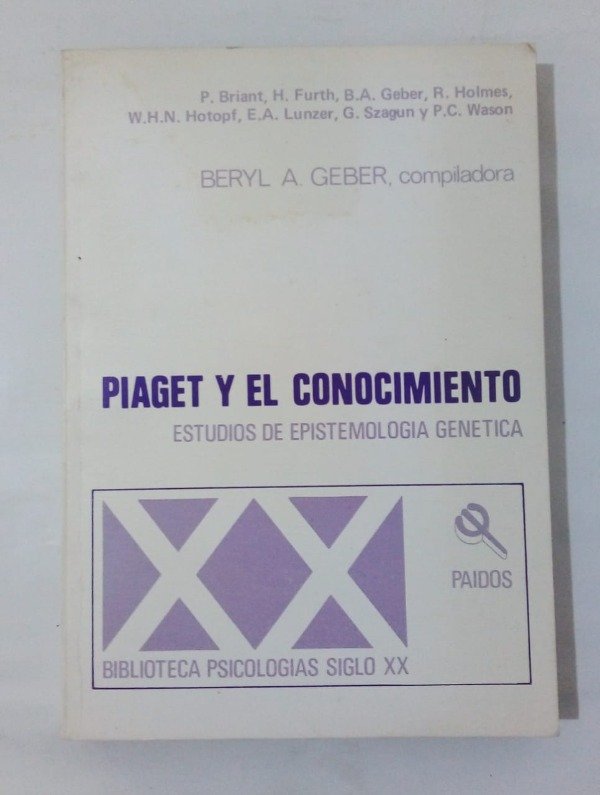 P. Briant, H. Furth, B.A. Geber, R. Holmes,
W.H.N. Hotopf, E.A. Lunzer, G. Szagun y P.C. Wason
BERYL A. GEBER, compiladora
PIAGET Y EL CONOCIMIENTO
ESTUDIOS DE EPISTEMOLOGIA GENETICA
XX
PAIDOS
BIBLIOTECA PSICOLOGIAS SIGLO XX